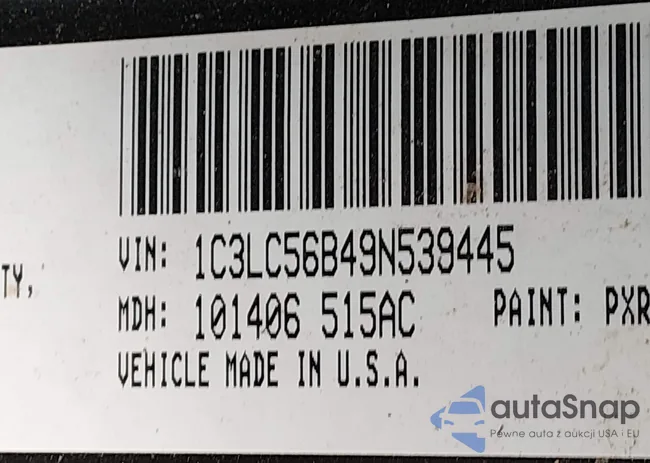 TY,
VIN: 1C3LC56B49N539445
MDH: 101406 515AC PAINT: PXR
VEHICLE MADE IN U.S.A.
autaSnap
Pewne auta z aukcji USA i EU